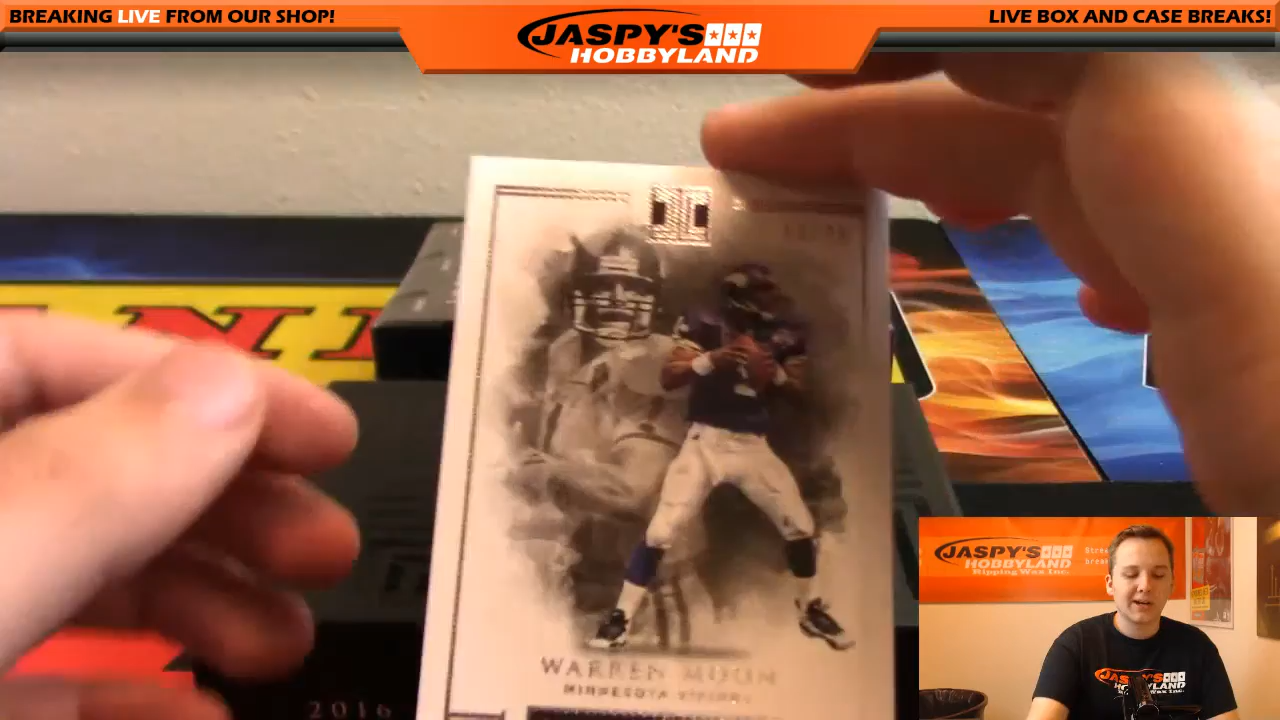 BREAKING LIVE FROM OUR SHOP!
JASPY'S
HOBBYLAND
LIVE BOX AND CASE BREAKS!
WARREN MOON
MINNESOTA VIKINGS
2016
JASPY'S
HOBBYLAND
Ripping Wax Inc.
JASPY'S
HOBBYLAND